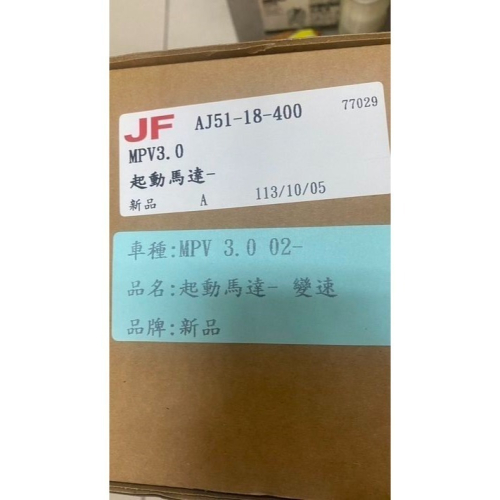 JF AJ51-18-400 77029
MPV3.0
起動馬達-
新品 A 113/10/05
車種:MPV 3.0 02-
品名:起動馬達- 變速
品牌:新品